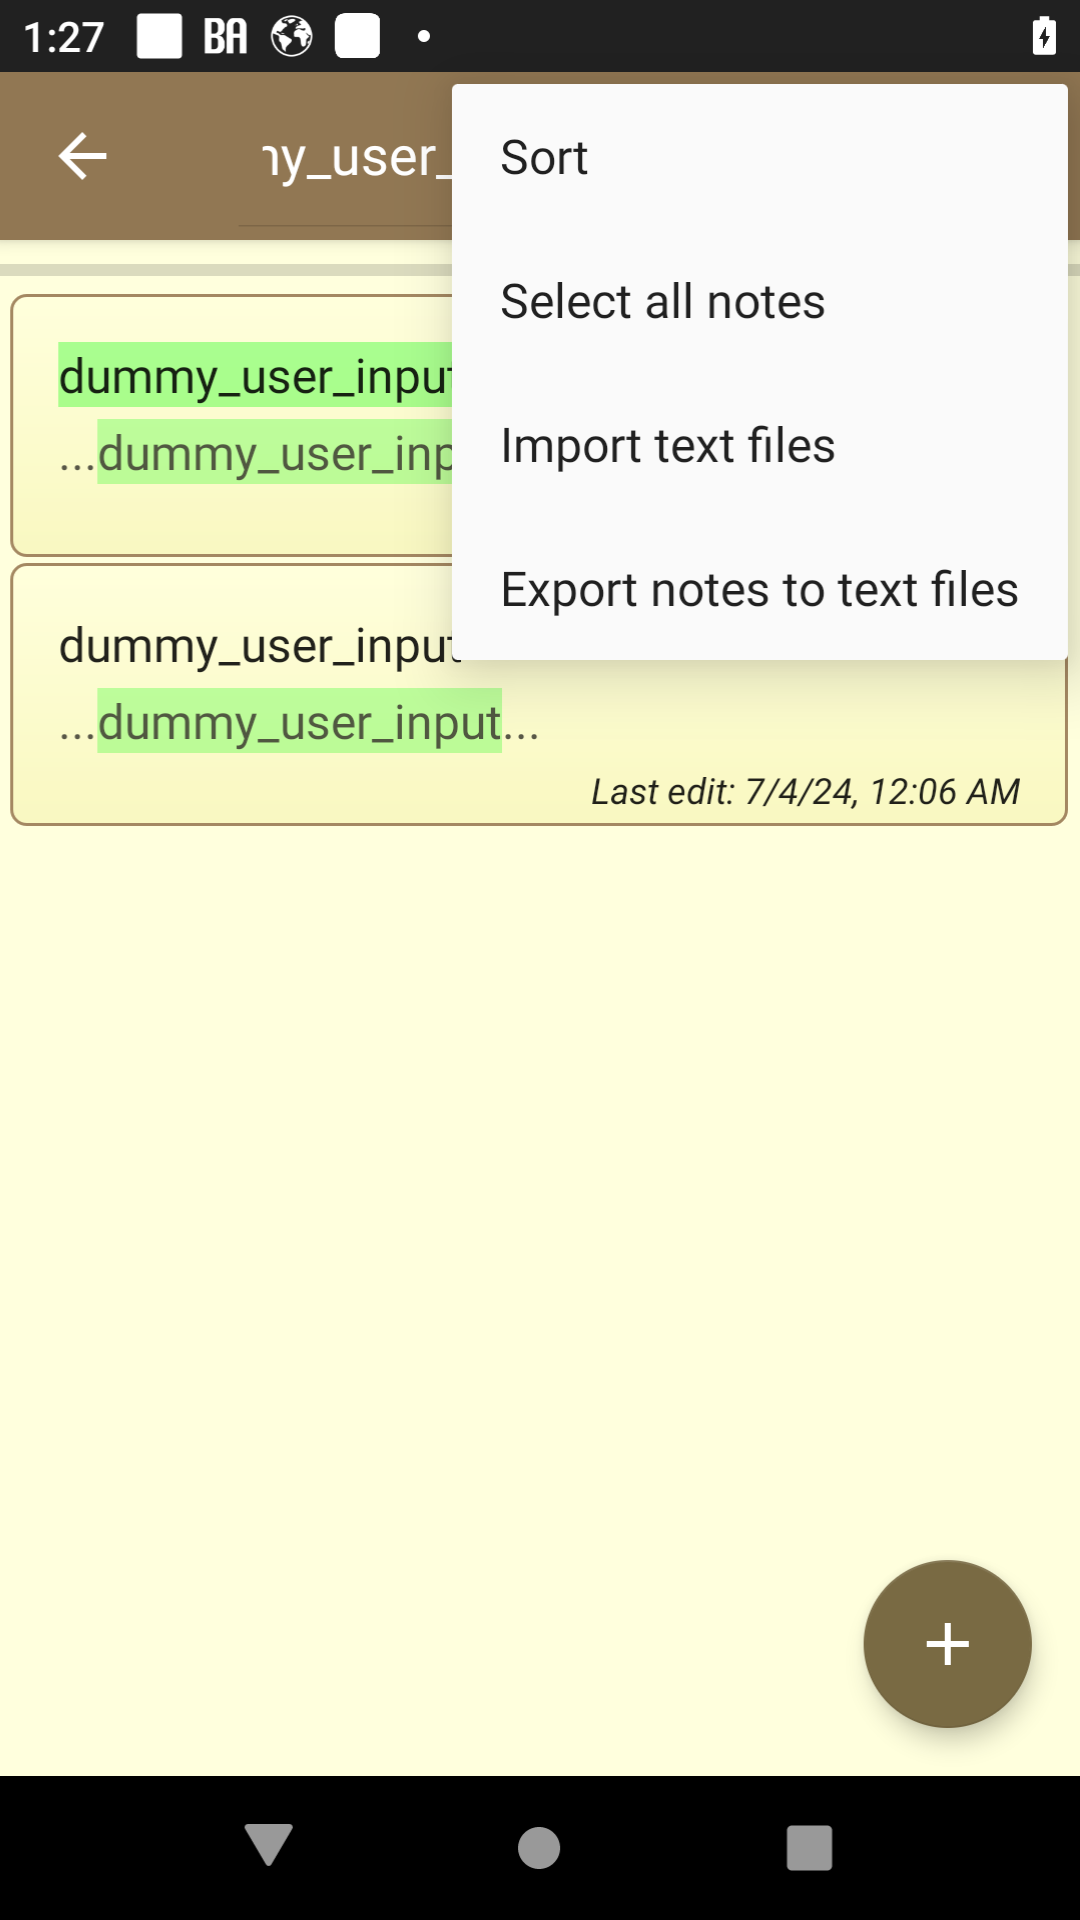 1:27 BA
ny_user_
Sort
Select all notes
Import text files
Export notes to text files
dummy_user_input
...dummy_user_inp
dummy_user_input
...dummy_user_input...
Last edit: 7/4/24, 12:06 AM